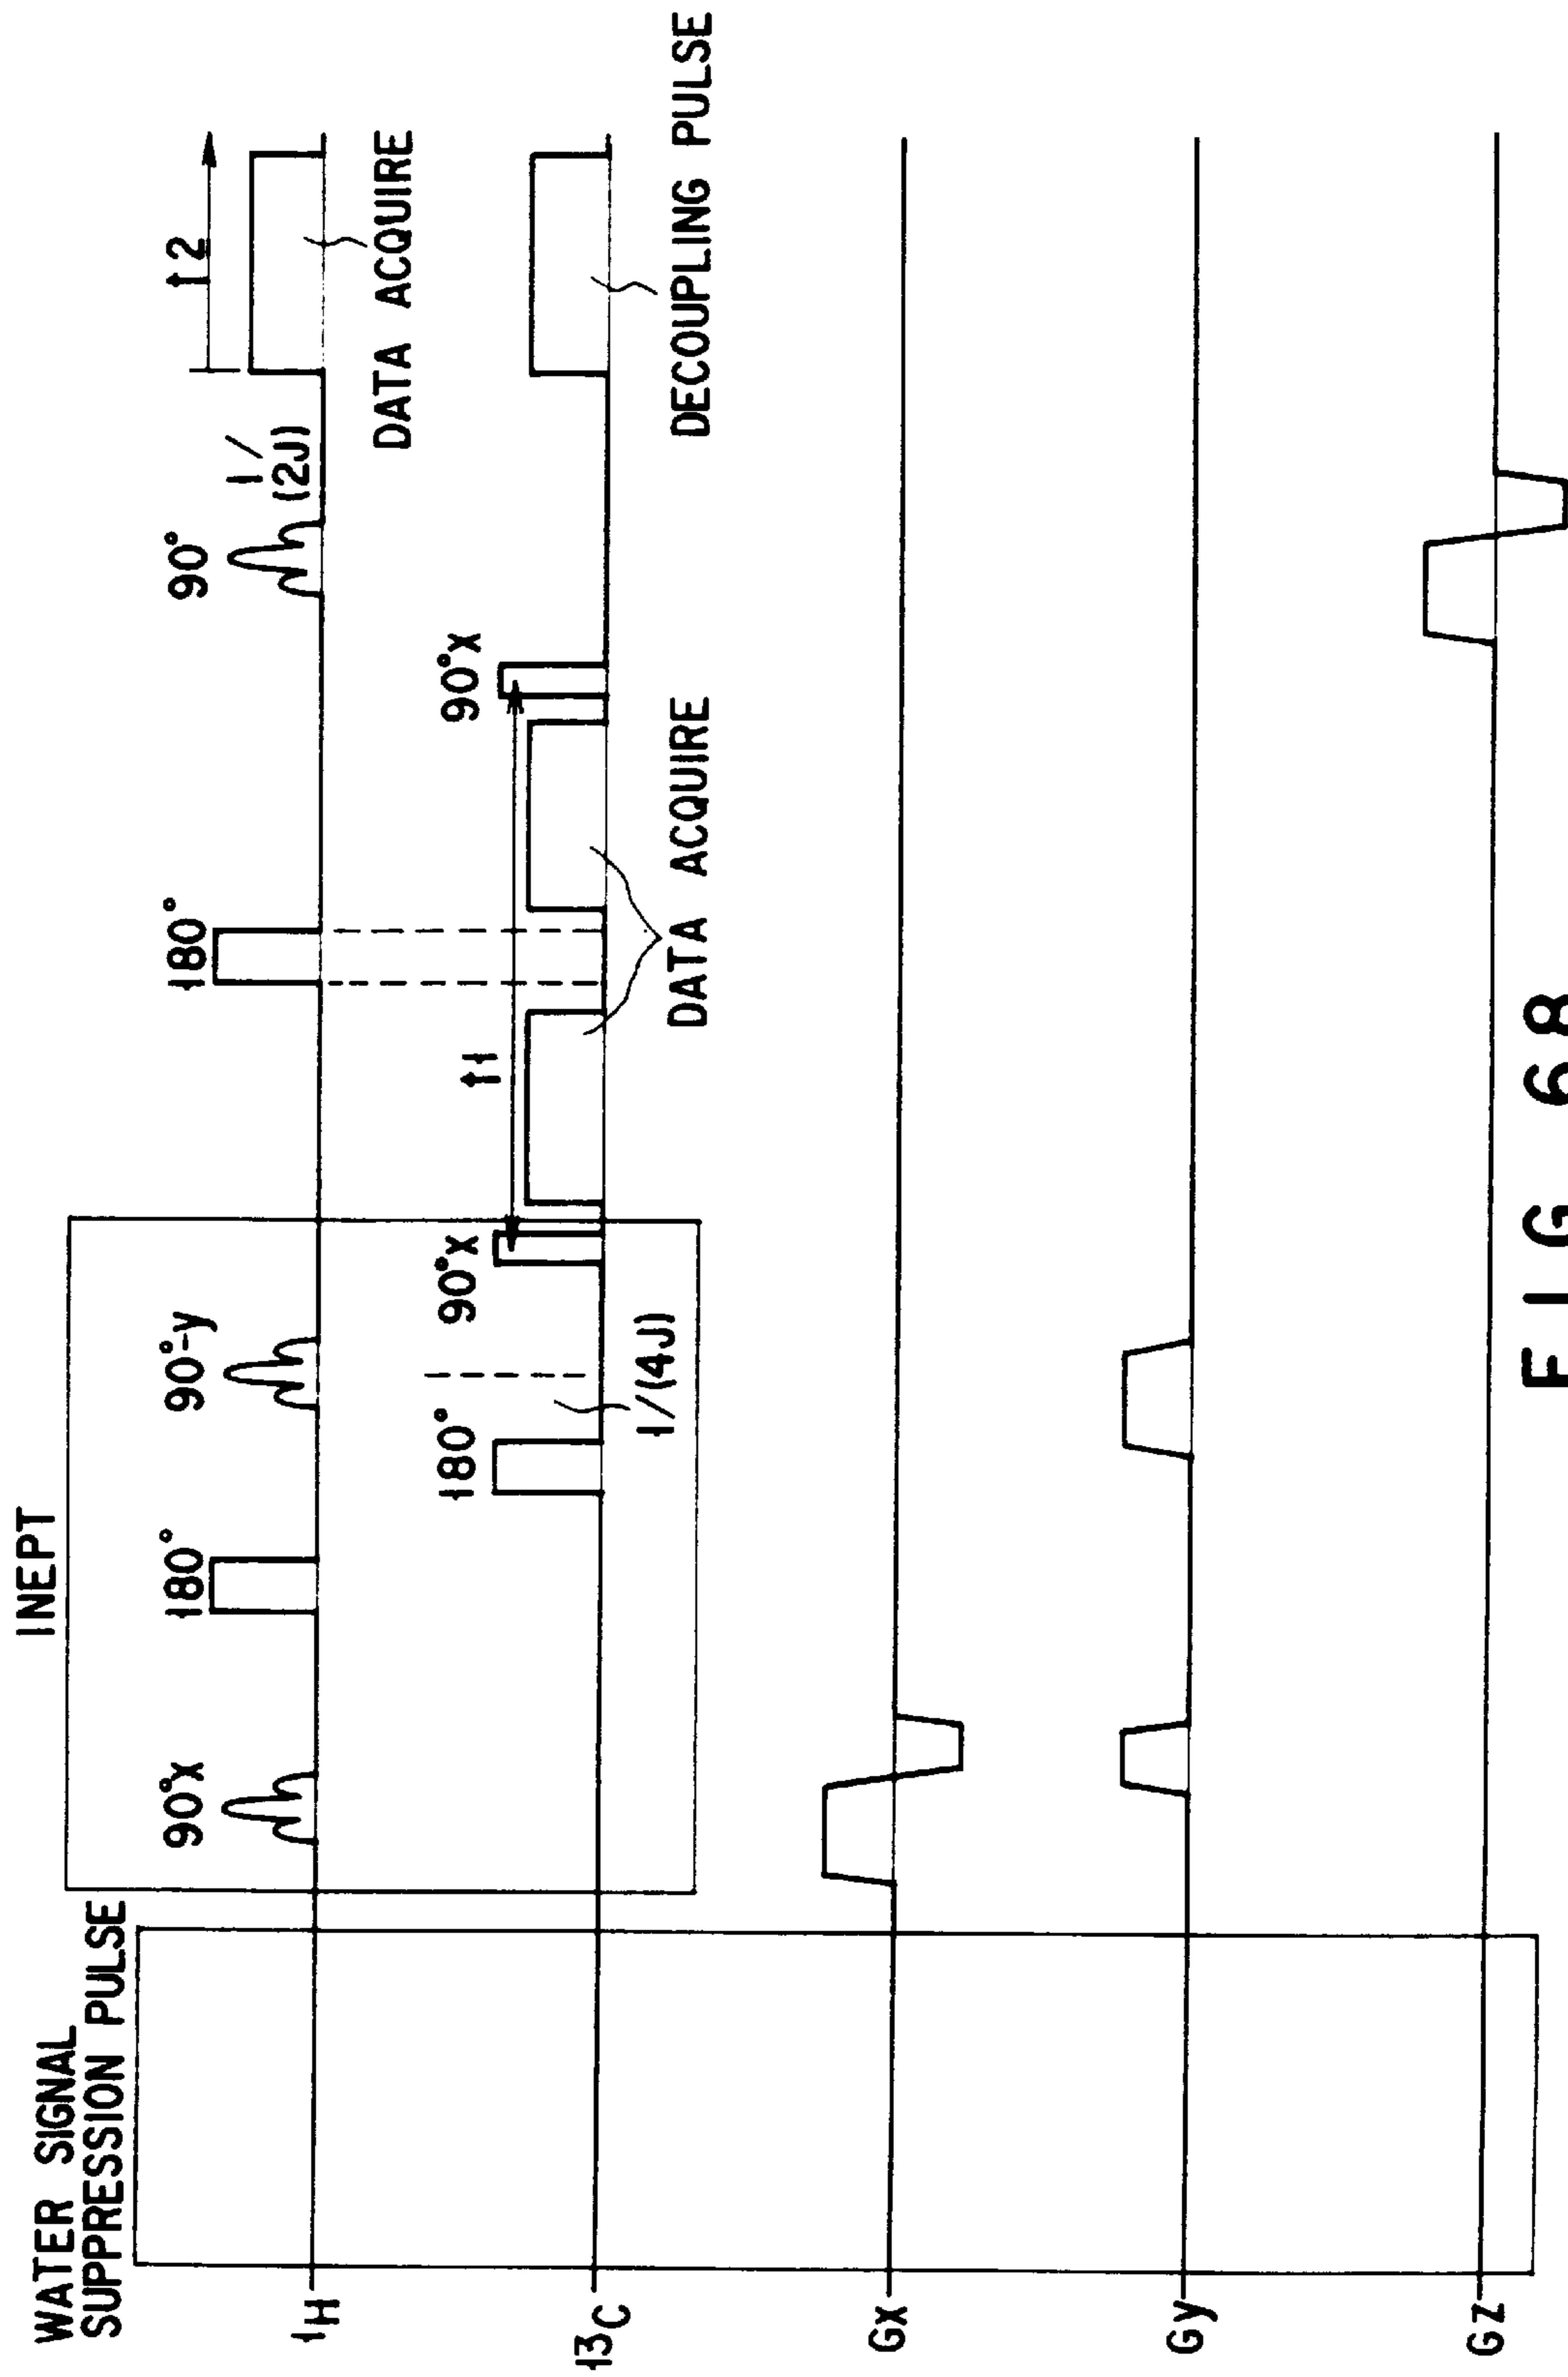 WATER SIGNAL
SUPPRESSION PULSE
INEPT
1H
90°x
180°
90°-y
180°
90°
1/
(2J)
t2
DATA ACQUIRE
13C
180°
1/(4J)
90°x
t1
90°x
DATA ACQUIRE
DECOUPLING PULSE
Gx
Gy
Gz
FIG 68